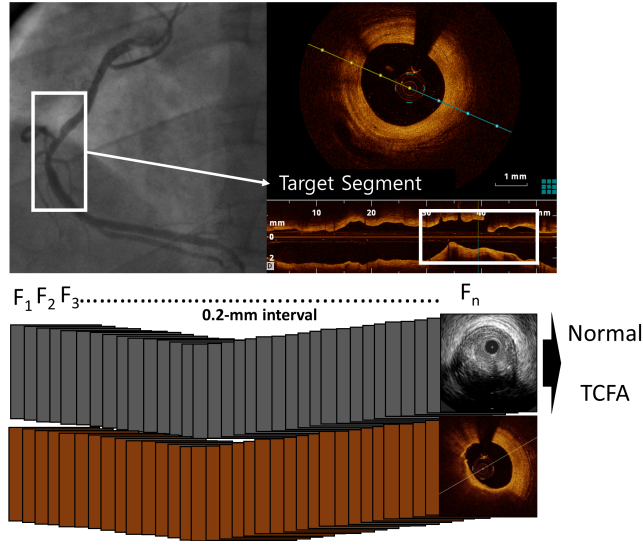 Target Segment
1 mm
mm
10
20
30
40
mm
0
2
F1 F2 F3
Fn
0.2-mm interval
Normal
TCFA